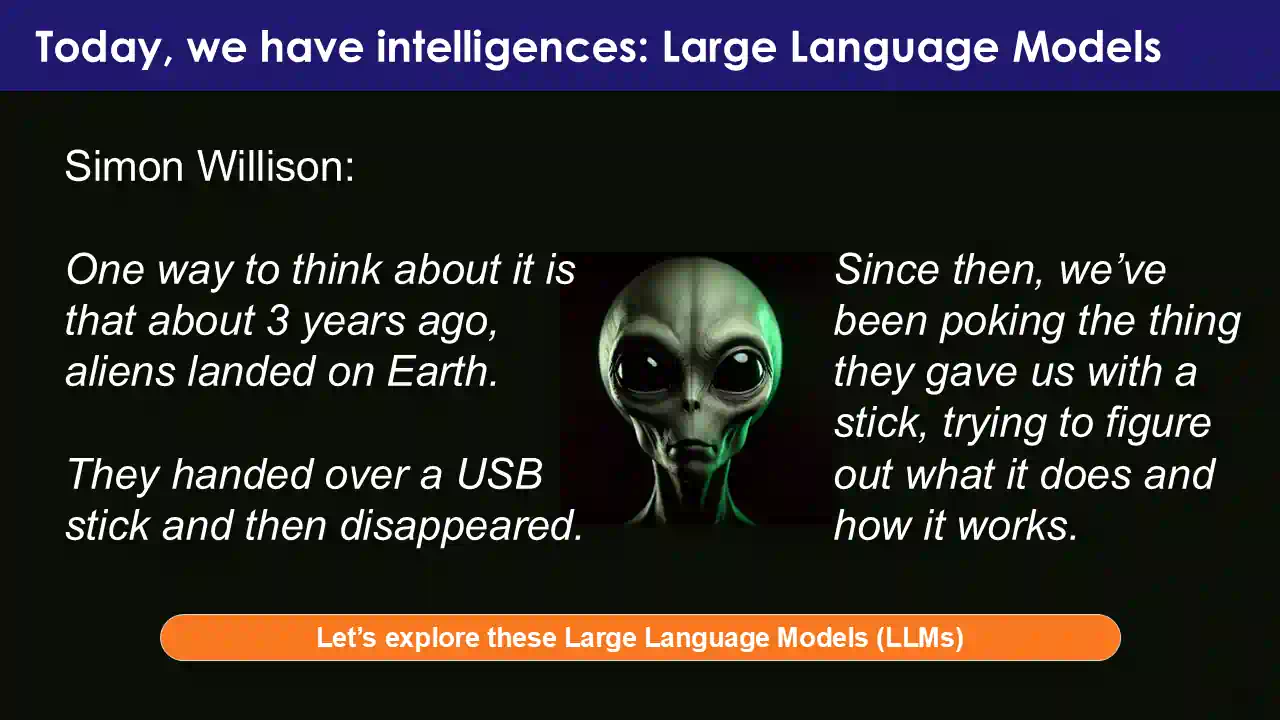 Today, we have intelligences: Large Language Models
Simon Willison:
One way to think about it is
that about 3 years ago,
aliens landed on Earth.
They handed over a USB
stick and then disappeared.
Since then, we’ve
been poking the thing
they gave us with a
stick, trying to figure
out what it does and
how it works.
Let’s explore these Large Language Models (LLMs)